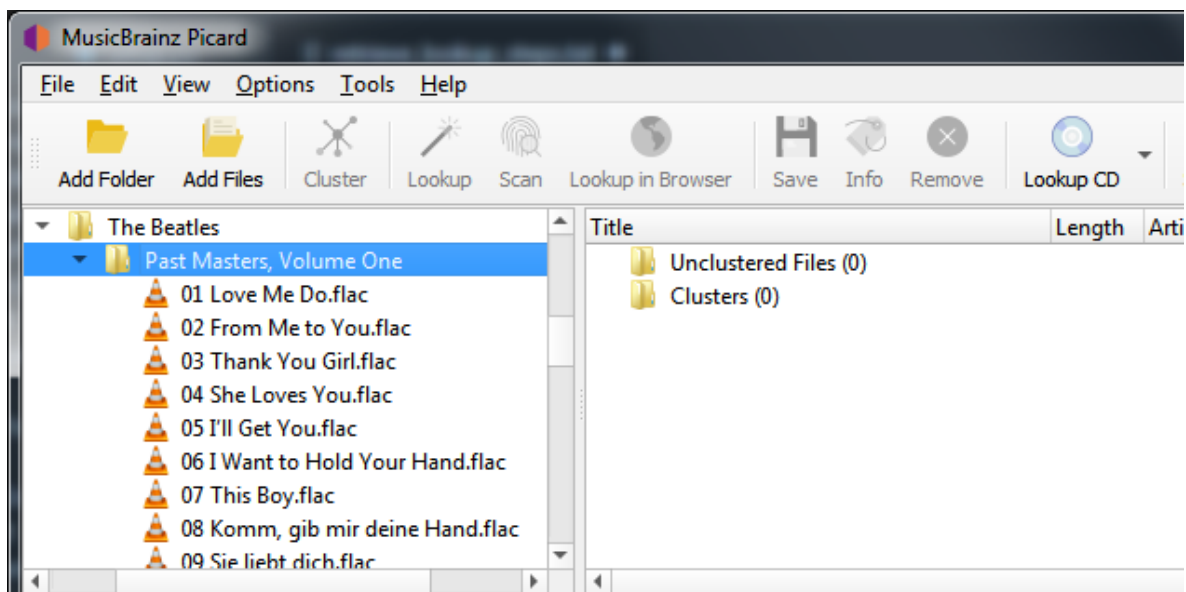 MusicBrainz Picard
File Edit View Options Tools Help
Add Folder Add Files Cluster Lookup Scan Lookup in Browser Save Info Remove Lookup CD
The Beatles
Past Masters, Volume One
01 Love Me Do.flac
02 From Me to You.flac
03 Thank You Girl.flac
04 She Loves You.flac
05 I'll Get You.flac
06 I Want to Hold Your Hand.flac
07 This Boy.flac
08 Komm, gib mir deine Hand.flac
09 Sie liebt dich.flac
Title Length Arti
Unclustered Files (0)
Clusters (0)